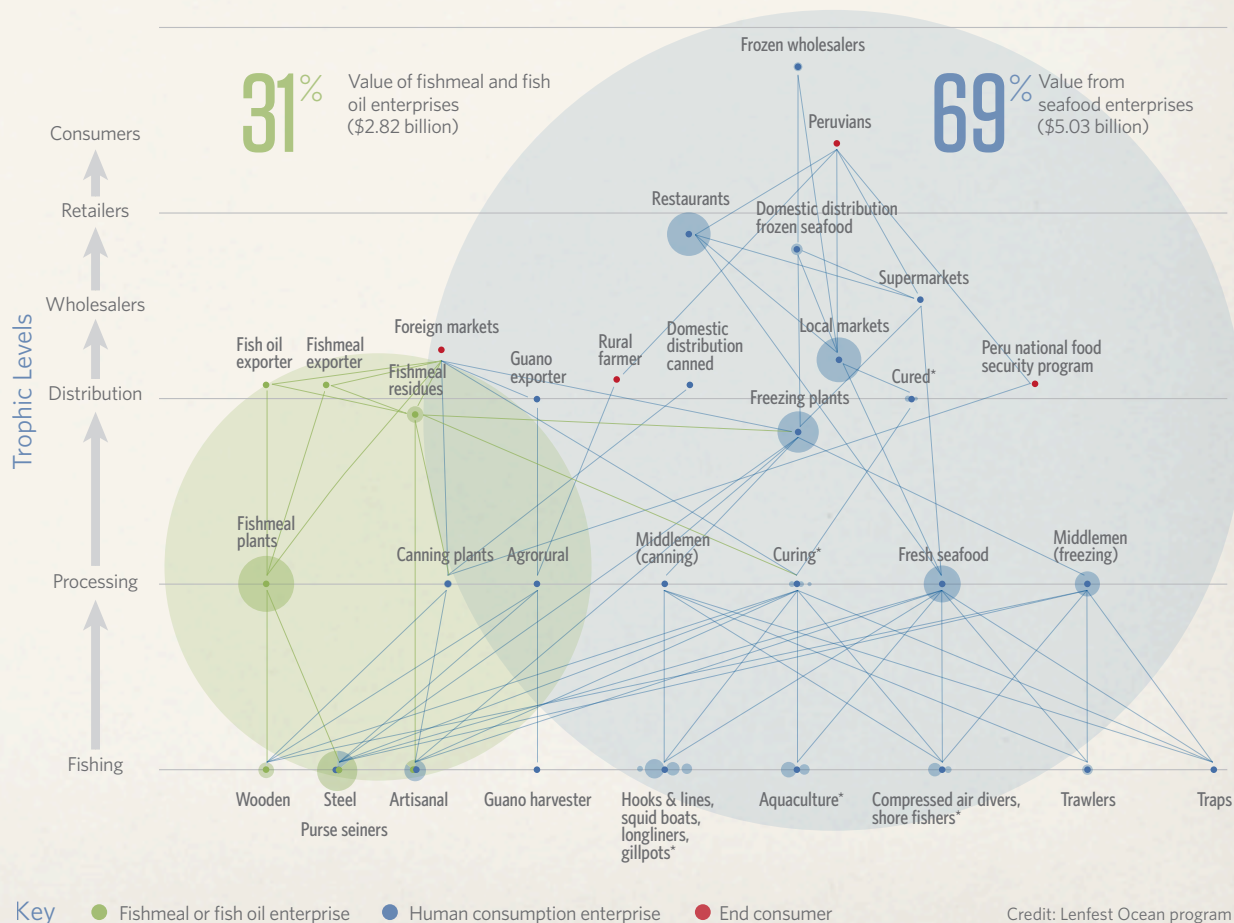 Frozen wholesalers
31%
Value of fishmeal and fish
oil enterprises
($2.82 billion)
69%
Value from
seafood enterprises
($5.03 billion)
Peruvians
Consumers
Restaurants
Domestic distribution
frozen seafood
Retailers
Supermarkets
Wholesalers
Foreign markets
Local markets
Fish oil
exporter
Fishmeal
exporter
Fishmeal
residues
Guano
exporter
Rural
farmer
Domestic
distribution
canned
Cured*
Peru national food
security program
Distribution
Freezing plants
Trophic Levels
Fishmeal
plants
Canning plants
Agrorural
Middlemen
(canning)
Curing*
Fresh seafood
Middlemen
(freezing)
Processing
Fishing
Wooden
Steel
Artisanal
Purse seiners
Guano harvester
Hooks & lines,
squid boats,
longliners,
gillpots*
Aquaculture*
Compressed air divers,
shore fishers*
Trawlers
Traps
Key
Fishmeal or fish oil enterprise
Human consumption enterprise
End consumer
Credit: Lenfest Ocean program